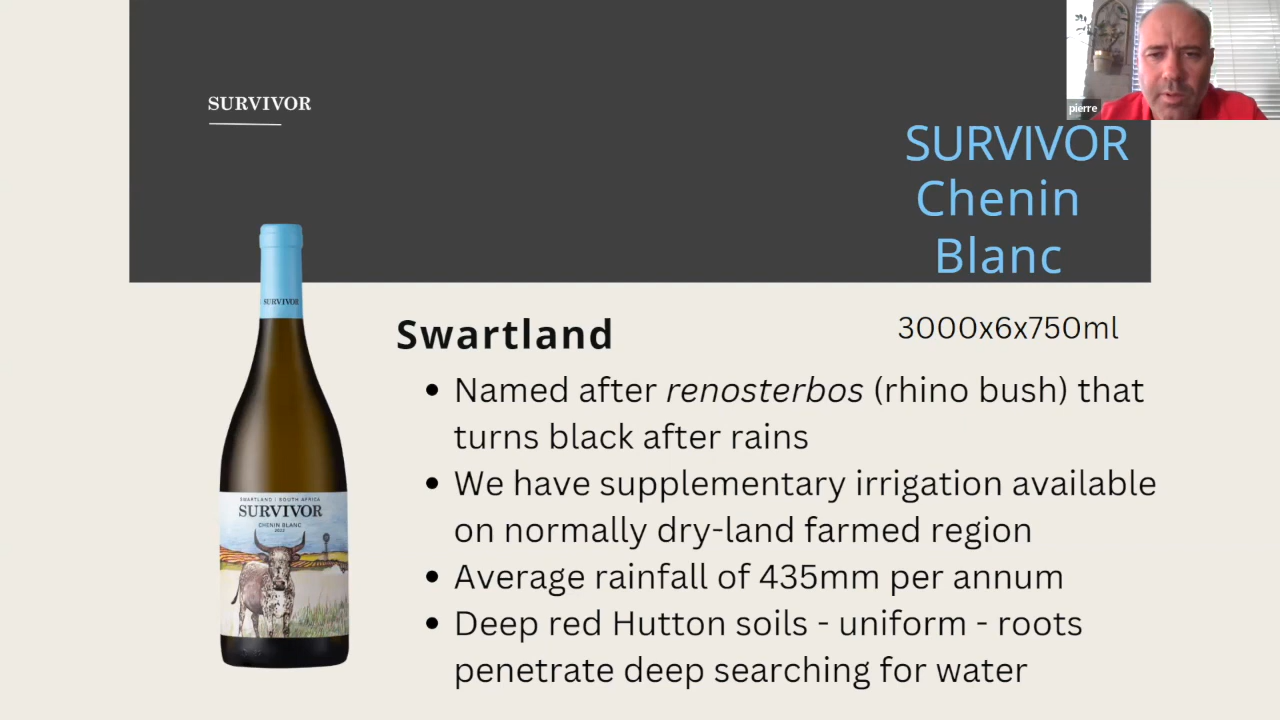 SURVIVOR
pierre
SURVIVOR
Chenin
Blanc
3000x6x750ml
Swartland
• Named after renosterbos (rhino bush) that
turns black after rains
• We have supplementary irrigation available
on normally dry-land farmed region
• Average rainfall of 435mm per annum
• Deep red Hutton soils - uniform - roots
penetrate deep searching for water
SURVIVOR
SWARTLAND | SOUTH AFRICA
SURVIVOR
CHENIN BLANC
2022